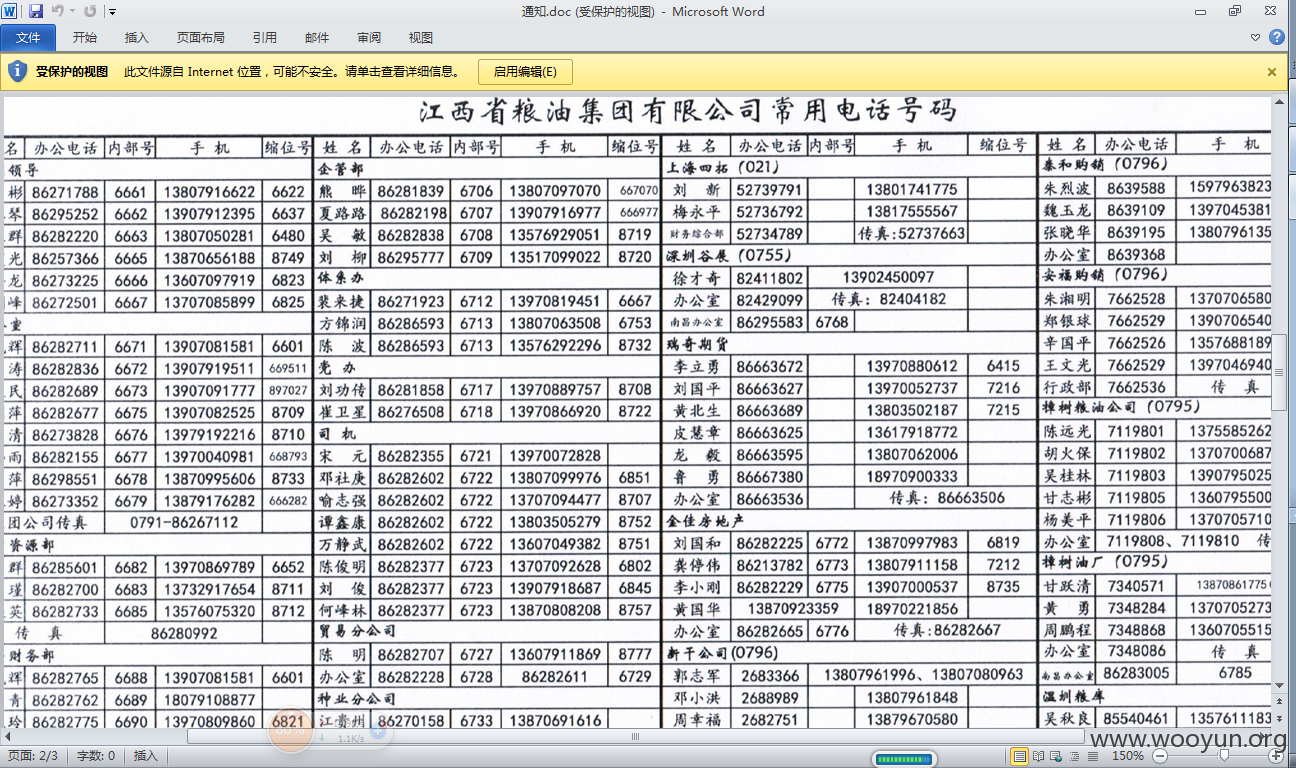 通知.doc (受保护的视图) - Microsoft Word
文件 开始 插入 页面布局 引用 邮件 审阅 视图
受保护的视图 此文件源自 Internet 位置，可能不安全。请单击查看详细信息。 启用编辑(E)
江西省粮油集团有限公司常用电话号码
名 办公电话 内部号 手 机 缩位号 姓 名 办公电话 内部号 手 机 缩位号 姓 名 办公电话 内部号 手 机 缩位号 姓 名 办公电话 手 机
领导 企管部 上海四拓 (021) 泰和购销 (0796)
彬 86271788 6661 13807916622 6622 熊 晔 86281839 6706 13807097070 667070 刘 新 52739791 13801741775 朱烈波 8639588 1597963823
琴 86295252 6662 13907912395 6637 夏路路 86282198 6707 13907916977 666977 梅永平 52736792 13817555567 魏玉龙 8639109 1397045381
群 86282220 6663 13807050281 6480 吴 敏 86282838 6708 13576929051 8719 财务综合部 52734789 传真:52737663 张晓华 8639195 1380796135
光 86257366 6665 13870656188 8749 刘 柳 86295777 6709 13517099022 8720 深圳谷展 (0755) 办公室 8639368
龙 86273225 6666 13607097919 6823 体系办 徐才奇 82411802 13902450097 安福购销 (0796)
峰 86272501 6667 13707085899 6825 裴来捷 86271923 6712 13970819451 6667 办公室 82429099 传真: 82404182 朱湘明 7662528 1370706580
室 方锦润 86286593 6713 13807063508 6753 南昌办公室 86295583 6768 郑银球 7662529 1390706540
辉 86282711 6671 13907081581 6601 陈 波 86286593 6713 13576292296 8732 瑞奇期货 辛国平 7662526 1357688189
涛 86282836 6672 13907919511 669511 党 办 李立勇 86663672 13970880612 6415 王文光 7662529 1397046940
民 86282689 6673 13907091777 897027 刘功传 86281858 6717 13970889757 8708 刘国平 86663627 13970052737 7216 行政部 7662536 传 真
萍 86282677 6675 13907082525 8709 崔卫星 86276508 6718 13970866920 8722 黄北生 86663689 13803502187 7215 樟树粮油公司 (0795)
清 86273828 6676 13979192216 8710 司 机 皮慧章 86663625 13617918772 陈远光 7119801 1375585262
雨 86282155 6677 13970040981 668793 宋 元 86282355 6721 13970072828 龙 毅 86663595 13807062006 胡火保 7119802 1370700687
萍 86298551 6678 13870995606 8733 邓社庚 86282602 6722 13807099976 6851 鲁 勇 86667380 18970900333 吴桂林 7119803 1390795025
婷 86273352 6679 13879176282 666282 喻志强 86282602 6722 13707094477 8707 办公室 86663536 传真: 86663506 甘志彬 7119805 1360795500
团公司传真 0791-86267112 谭鑫康 86282602 6722 13803505279 8752 金佳房地产 杨美平 7119806 1370705710
资源部 万静武 86282602 6722 13607049382 8751 刘国和 86282225 6772 13870997983 6819 办公室 7119808、7119810 传
群 86285601 6682 13970869789 6652 陈俊明 86282377 6723 13707092628 6802 龚停伟 86213782 6773 13807911158 7212 樟树油厂 (0795)
瑾 86282700 6683 13732917654 8711 刘 俊 86282377 6723 13907918687 6845 李小刚 86282229 6775 13907000537 8735 甘跃清 7340571 13870861775
英 86282733 6685 13576075320 8712 何峰林 86282377 6723 13870808208 8757 黄国华 13870923359 18970221856 黄 勇 7348284 1370705273
传 真 86280992 贸易分公司 办公室 86282665 6776 传真:86282667 周鹏程 7348868 1360705515
财务部 陈 明 86282707 6727 13607911869 8777 新干公司(0796) 办公室 7348086 传 真
辉 86282765 6688 13907081581 6601 办公室 86282228 6728 86282611 6729 郭志军 2683366 13807961996、13807080963 南昌办公室 86283005 6785
青 86282762 6689 18079108877 种业分公司 邓小洪 2688989 13807961848 温圳粮库
玲 86282775 6690 13970809860 6821 江贵州 86270158 6733 13870691616 周幸福 2682751 13879670580 吴秋良 85540461 1357611183
60% 1.1K/s
www.wooyun.org
页面: 2/3 字数: 0 插入 150%